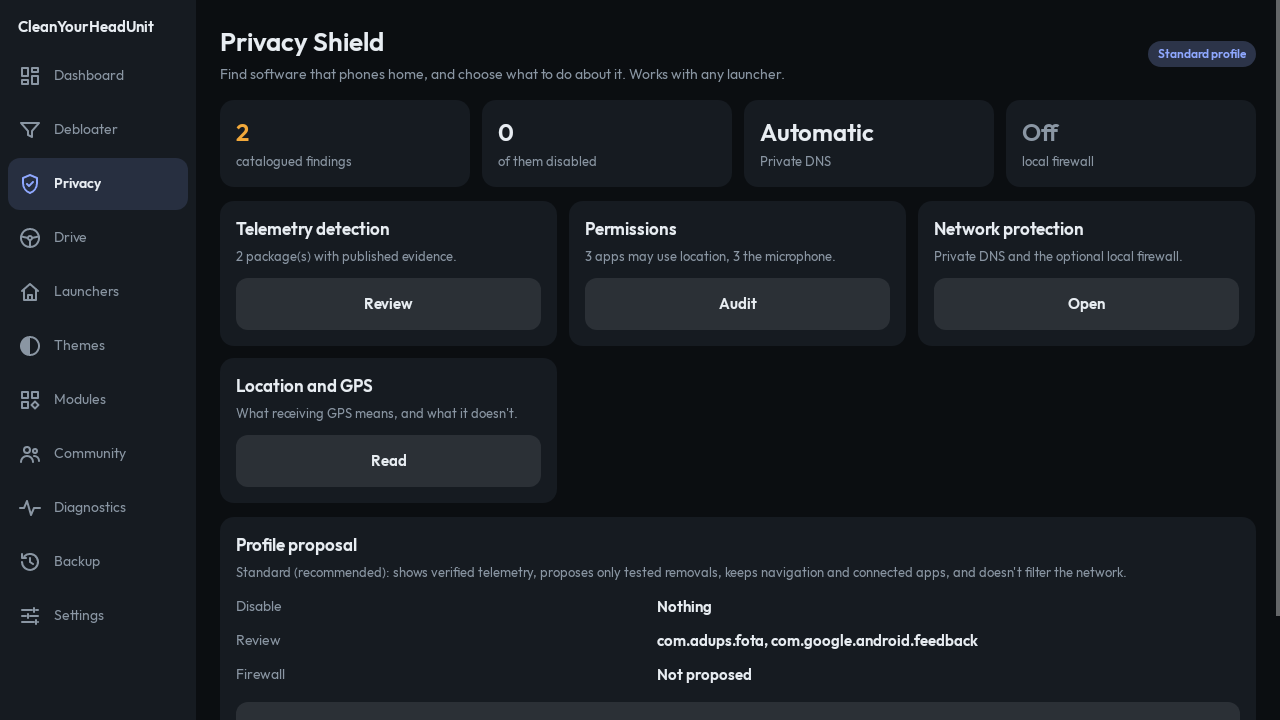 CleanYourHeadUnit
Dashboard
Debloater
Privacy
Drive
Launchers
Themes
Modules
Community
Diagnostics
Backup
Settings
Privacy Shield
Find software that phones home, and choose what to do about it. Works with any launcher.
Standard profile
2
catalogued findings
0
of them disabled
Automatic
Private DNS
Off
local firewall
Telemetry detection
2 package(s) with published evidence.
Review
Permissions
3 apps may use location, 3 the microphone.
Audit
Network protection
Private DNS and the optional local firewall.
Open
Location and GPS
What receiving GPS means, and what it doesn't.
Read
Profile proposal
Standard (recommended): shows verified telemetry, proposes only tested removals, keeps navigation and connected apps, and doesn't filter the network.
Disable Nothing
Review com.adups.fota, com.google.android.feedback
Firewall Not proposed